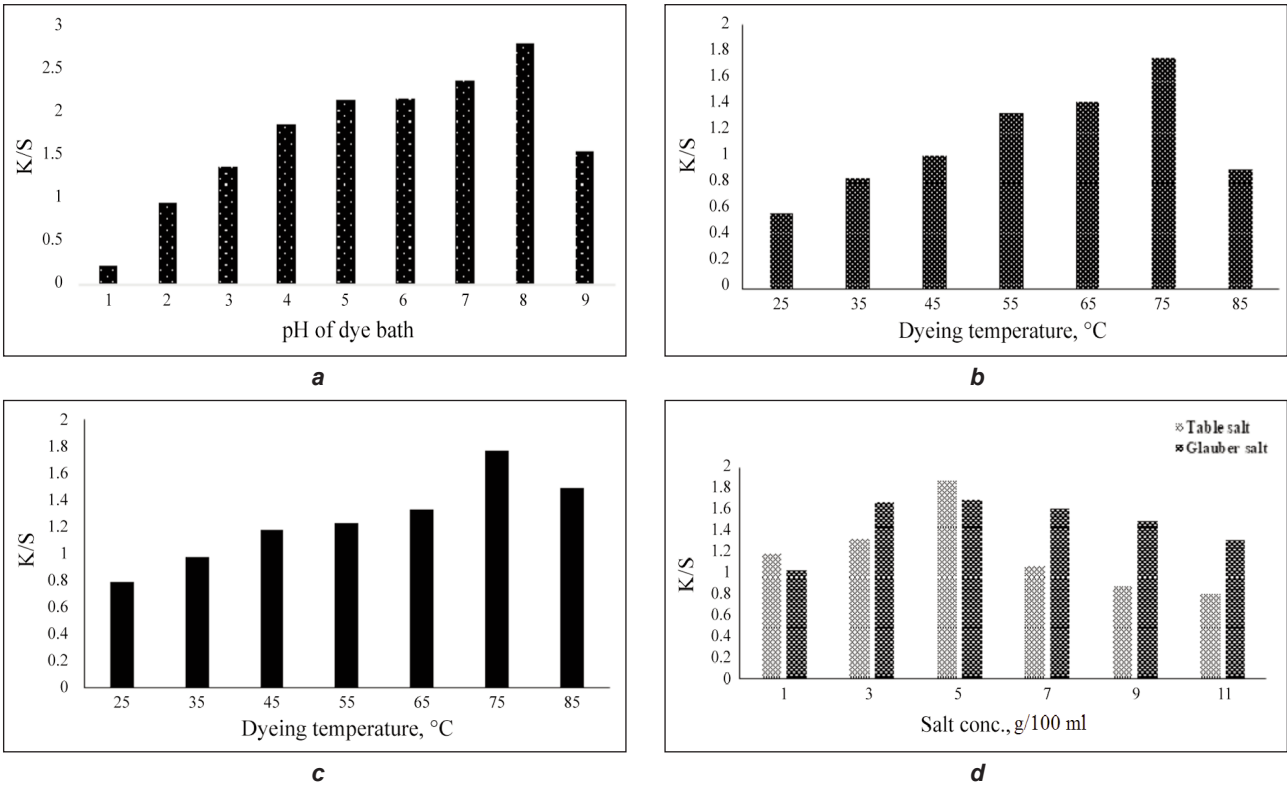 3
2.5
2
1.5
1
0.5
0
K/S
1 2 3 4 5 6 7 8 9
pH of dye bath
a
2
1.8
1.6
1.4
1.2
1
0.8
0.6
0.4
0.2
0
K/S
25 35 45 55 65 75 85
Dyeing temperature, °C
b
2
1.8
1.6
1.4
1.2
1
0.8
0.6
0.4
0.2
0
K/S
25 35 45 55 65 75 85
Dyeing temperature, °C
c
Table salt
Glauber salt
2
1.8
1.6
1.4
1.2
1
0.8
0.6
0.4
0.2
0
K/S
1 3 5 7 9 11
Salt conc., g/100 ml
d